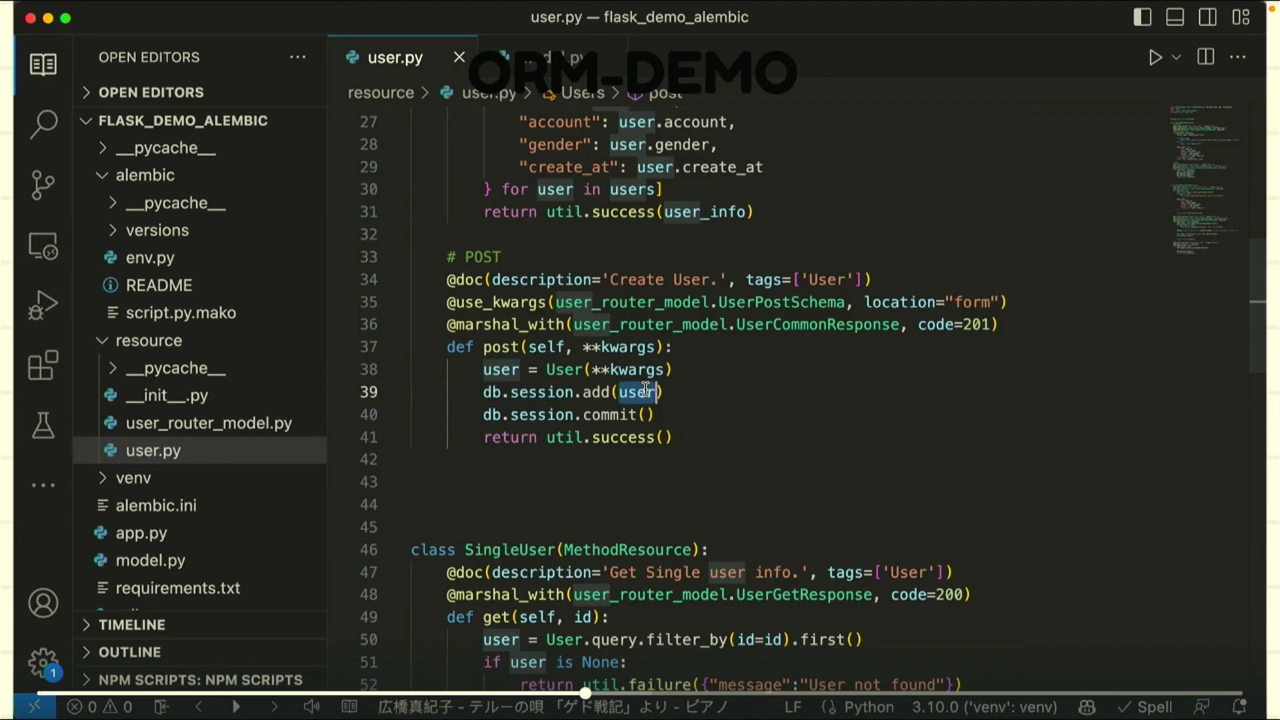 user.py — flask_demo_alembic
OPEN EDITORS
user.py
model.py
ORM-DEMO
resource > user.py > Users > post
OPEN EDITORS
FLASK_DEMO_ALEMBIC
__pycache__
alembic
__pycache__
versions
env.py
README
script.py.mako
resource
__pycache__
__init__.py
user_router_model.py
user.py
venv
alembic.ini
app.py
model.py
requirements.txt
TIMELINE
OUTLINE
NPM SCRIPTS: NPM SCRIPTS
27 "account": user.account,
28 "gender": user.gender,
29 "create_at": user.create_at
30 } for user in users]
31 return util.success(user_info)
32
33 # POST
34 @doc(description='Create User.', tags=['User'])
35 @use_kwargs(user_router_model.UserPostSchema, location="form")
36 @marshal_with(user_router_model.UserCommonResponse, code=201)
37 def post(self, **kwargs):
38 user = User(**kwargs)
39 db.session.add(user)
40 db.session.commit()
41 return util.success()
42
43
44
45
46 class SingleUser(MethodResource):
47 @doc(description='Get Single user info.', tags=['User'])
48 @marshal_with(user_router_model.UserGetResponse, code=200)
49 def get(self, id):
50 user = User.query.filter_by(id=id).first()
51 if user is None:
52 return util.failure({"message":"User not found"})
1
0 0 広橋真紀子 - テルーの唄 「ゲド戦記」より - ピアノ LF Python 3.10.0 ('venv': venv) Spell